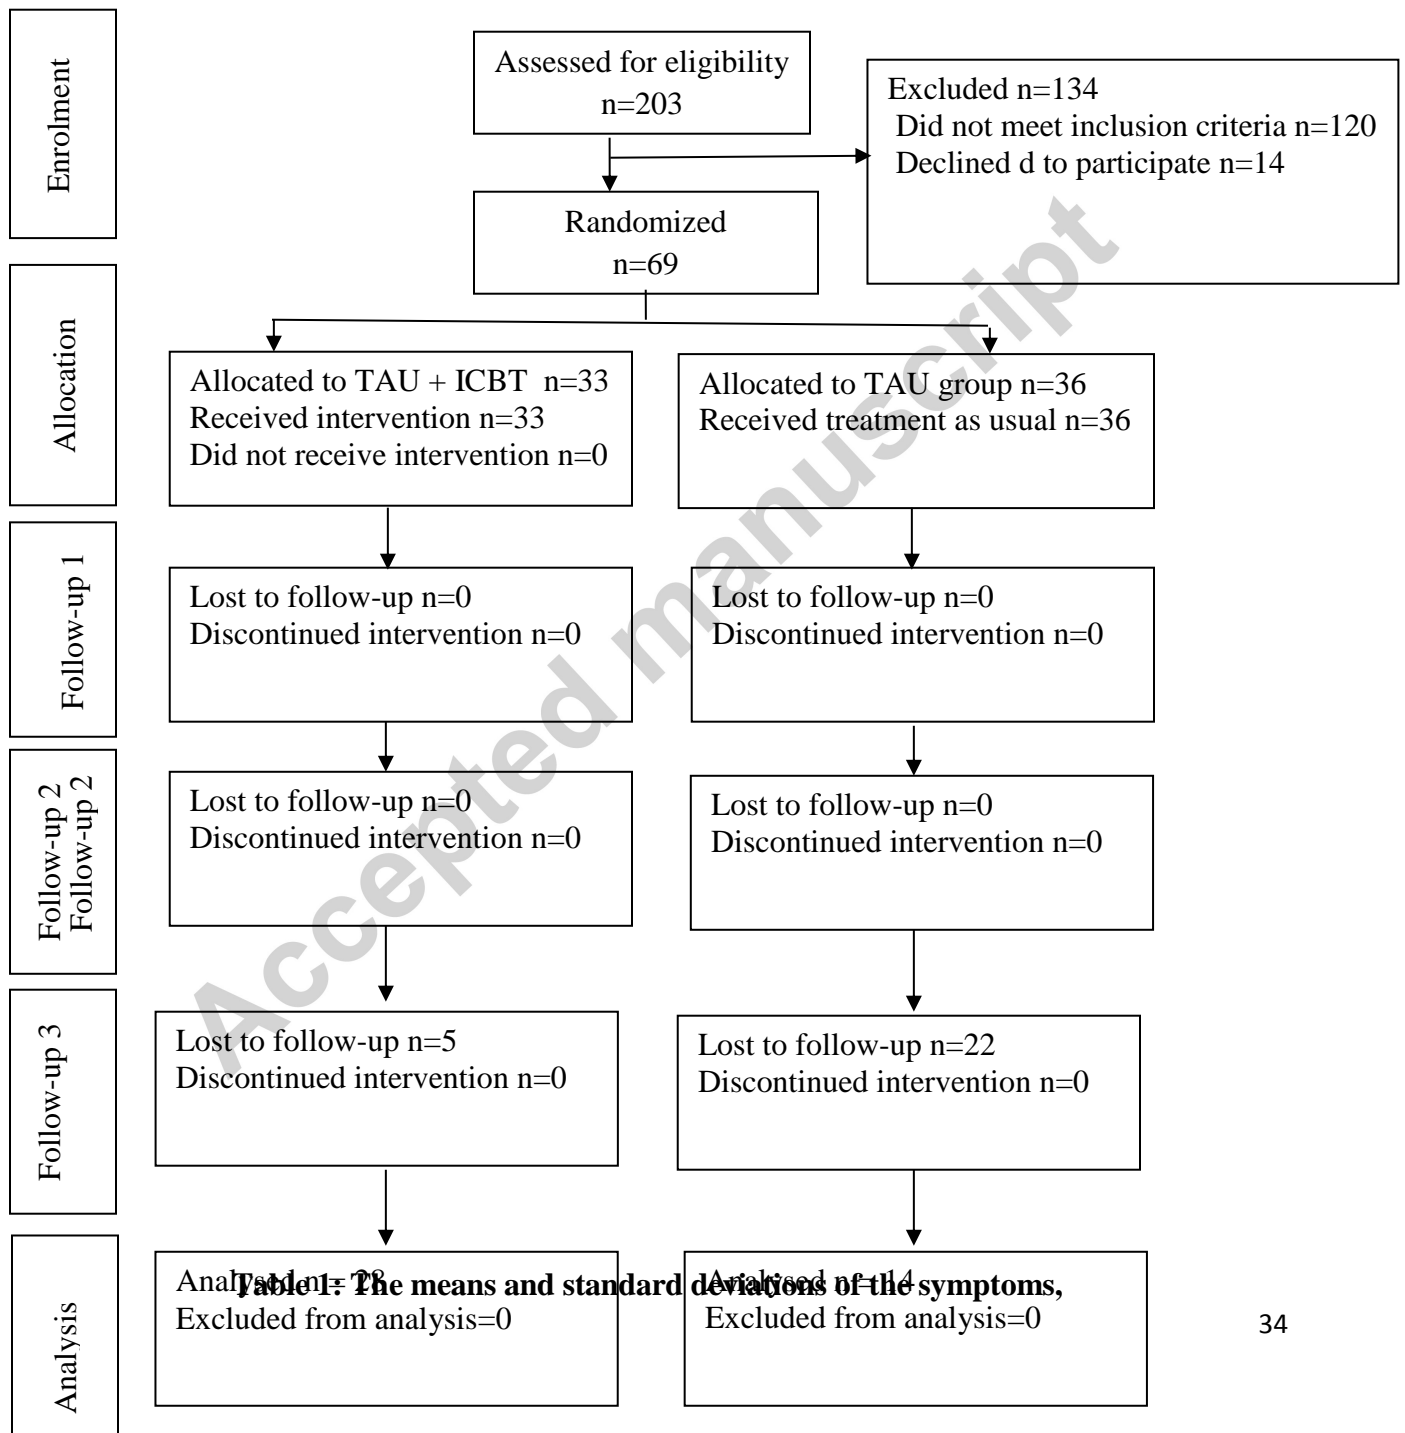 Enrolment
Assessed for eligibility
n=203
Excluded n=134
Did not meet inclusion criteria n=120
Declined d to participate n=14
Randomized
n=69
Allocation
Allocated to TAU + ICBT n=33
Received intervention n=33
Did not receive intervention n=0
Allocated to TAU group n=36
Received treatment as usual n=36
Follow-up 1
Lost to follow-up n=0
Discontinued intervention n=0
Lost to follow-up n=0
Discontinued intervention n=0
Follow-up 2
Follow-up 2
Lost to follow-up n=0
Discontinued intervention n=0
Lost to follow-up n=0
Discontinued intervention n=0
Follow-up 3
Lost to follow-up n=5
Discontinued intervention n=0
Lost to follow-up n=22
Discontinued intervention n=0
Analysis
Analysed n= 28
Excluded from analysis=0
Analysed n= 14
Excluded from analysis=0
Table 1: The means and standard deviations of the symptoms,
34
Accepted manuscript